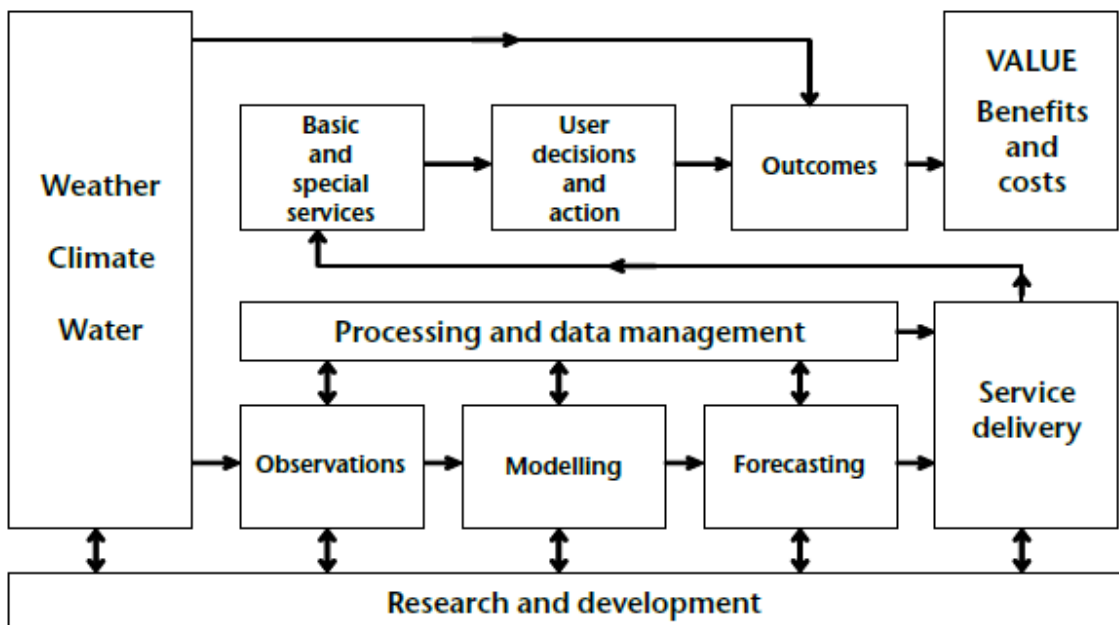 Weather
Climate
Water
Basic
and
special
services
User
decisions
and
action
Outcomes
VALUE
Benefits
and
costs
Processing and data management
Observations
Modelling
Forecasting
Service
delivery
Research and development